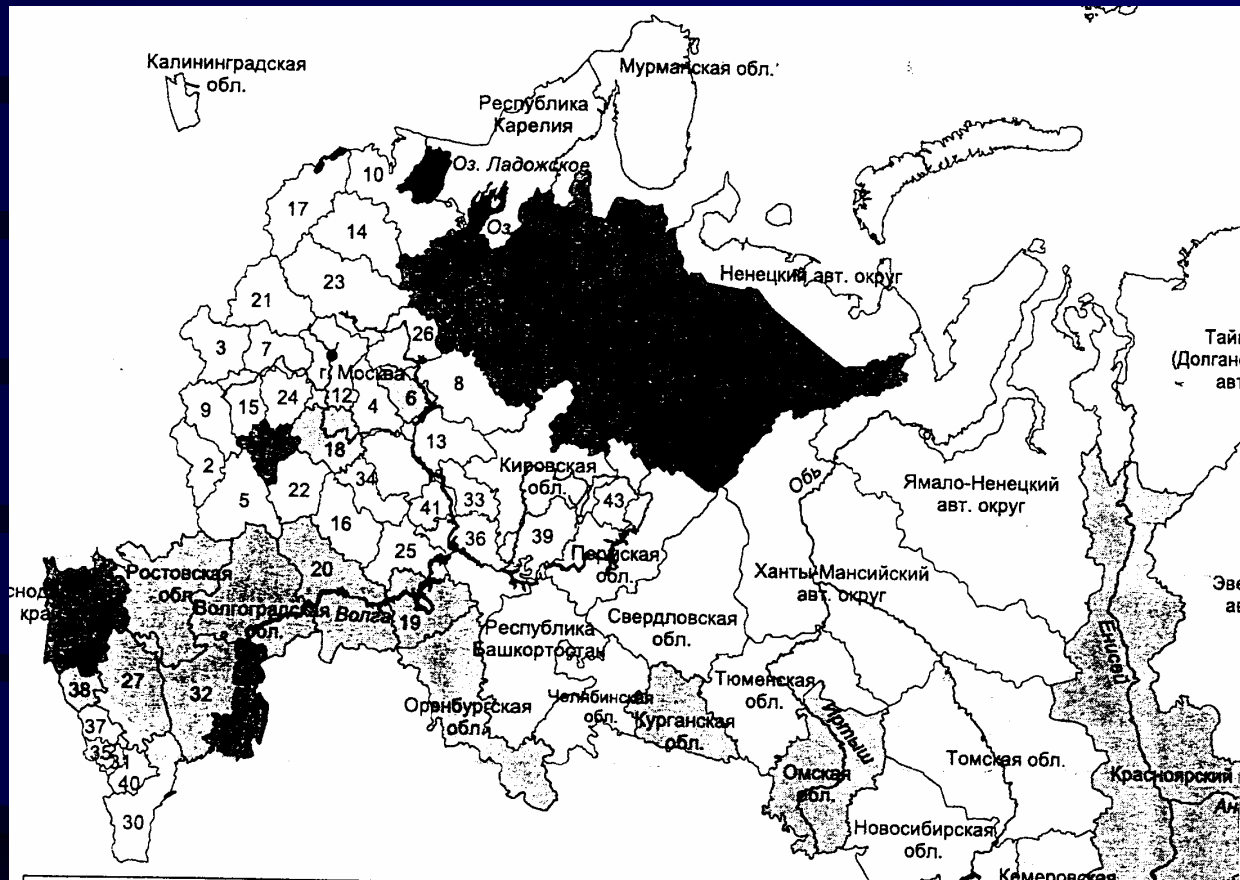 Калининградская
обл.
Мурманская обл.
Республика
Карелия
Оз. Ладожское
10
17
14
Оз.
23
Ненецкий авт. округ
21
26
3
7
г. Москва
8
9
15
24
12
4
6
18
13
2
Кировская
обл.
34
22
5
33
43
41
16
Обь
Ямало-Ненецкий
авт. округ
36
39
25
Пермская
обл.
20
Ростовская
обл.
Ханты-Мансийский
авт. округ
Волгоградская
обл.
Волга
19
Свердловская
обл.
Республика
Башкортостан
Енисей
38
27
32
Тюменская
обл.
Оренбургская
обл.
Челябинская
обл.
Курганская
обл.
Иртыш
37
35
31
40
30
Томская обл.
Омская
обл.
Красноярский
Новосибирская
обл.
Кемеровская